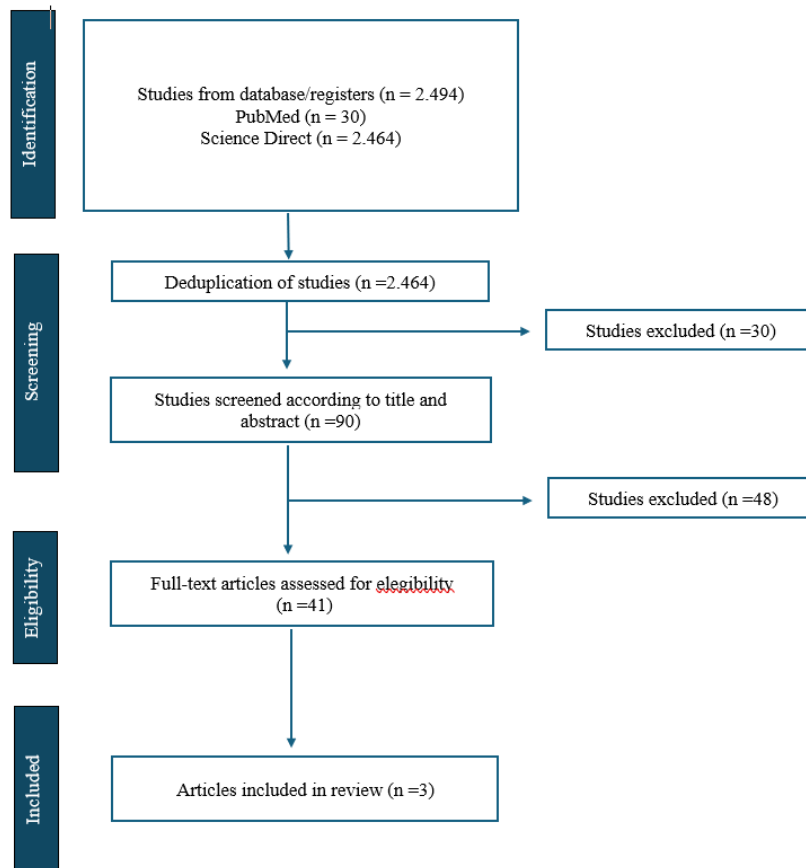 Identification
Studies from database/registers (n = 2.494)
PubMed (n = 30)
Science Direct (n = 2.464)
Screening
Deduplication of studies (n =2.464)
Studies excluded (n =30)
Studies screened according to title and
abstract (n =90)
Studies excluded (n =48)
Eligibility
Full-text articles assessed for elegibility
(n =41)
Included
Articles included in review (n =3)